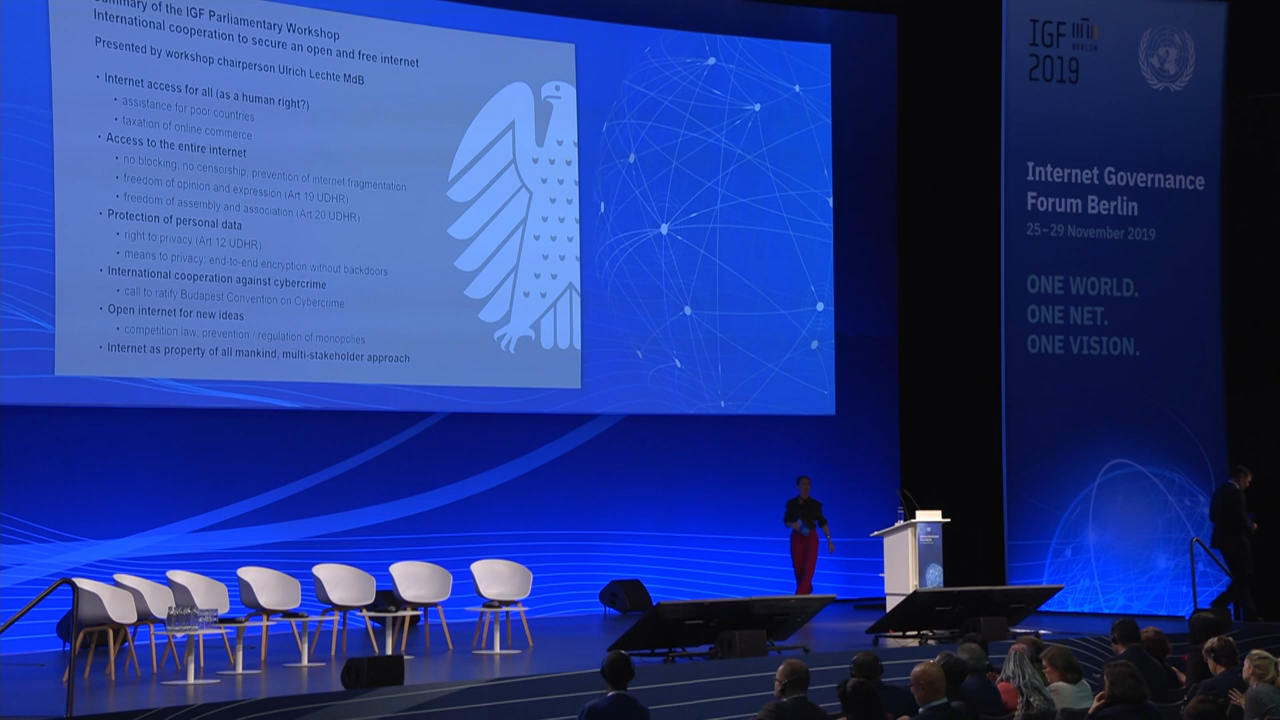 Summary of the IGF Parliamentary Workshop
International cooperation to secure an open and free internet
Presented by workshop chairperson Ulrich Lechte MdB
• Internet access for all (as a human right?)
• assistance for poor countries
• taxation of online commerce
• Access to the entire internet
• no blocking, no censorship, prevention of internet fragmentation
• freedom of opinion and expression (Art 19 UDHR)
• freedom of assembly and association (Art 20 UDHR)
• Protection of personal data
• right to privacy (Art 12 UDHR)
• means to privacy: end-to-end encryption without backdoors
• International cooperation against cybercrime
• call to ratify Budapest Convention on Cybercrime
• Open internet for new ideas
• competition law, prevention / regulation of monopolies
• Internet as property of all mankind, multi-stakeholder approach
IGF
BERLIN
2019
Internet Governance
Forum Berlin
25–29 November 2019
ONE WORLD.
ONE NET.
ONE VISION.